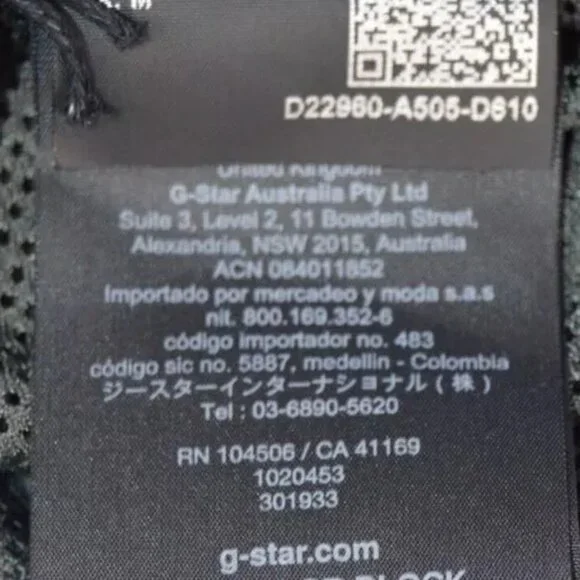 D22960-A505-D610
United Kingdom
G-Star Australia Pty Ltd
Suite 3, Level 2, 11 Bowden Street,
Alexandria, NSW 2015, Australia
ACN 084011852
Importado por mercadeo y moda s.a.s
nit. 800.169.352-6
código importador no. 483
código sic no. 5887, medellin - Colombia
ジースターインターナショナル(株)
Tel : 03-6890-5620
RN 104506 / CA 41169
1020453
301933
g-star.com